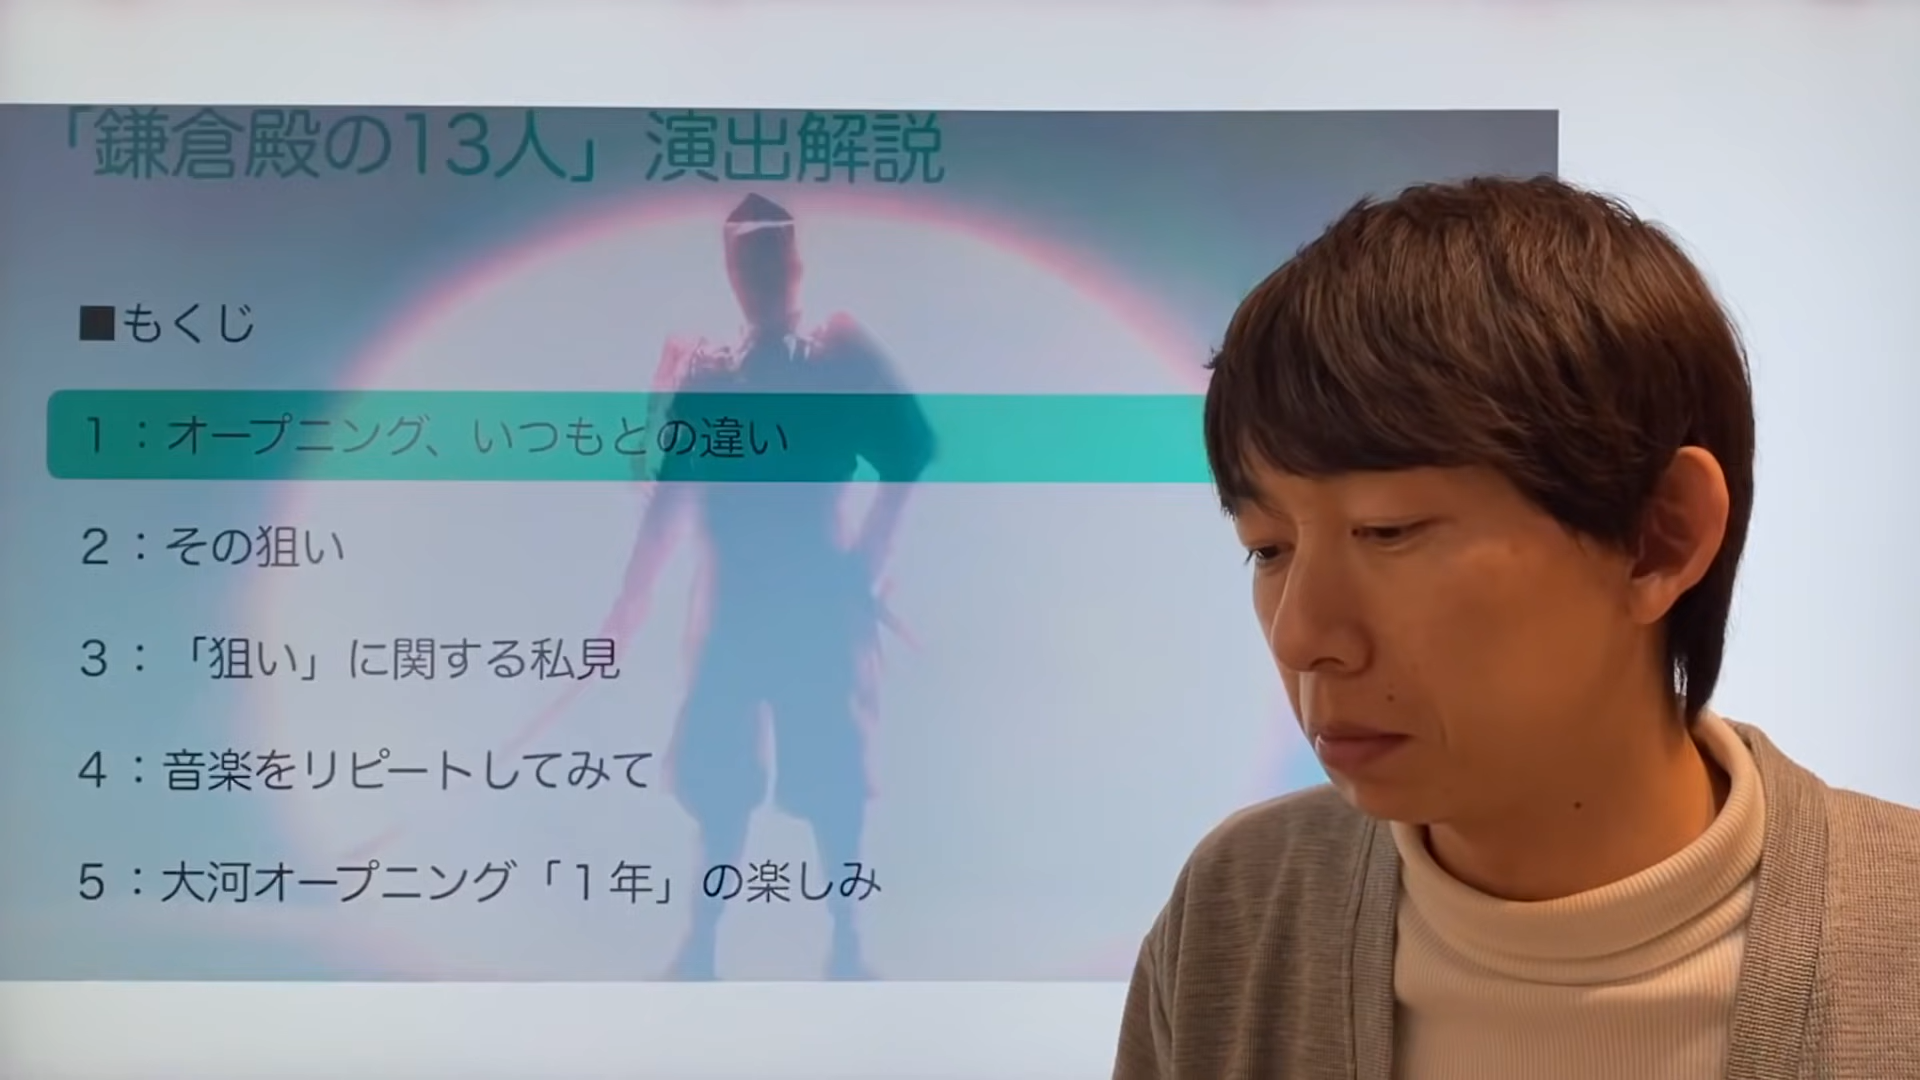 「鎌倉殿の13人」演出解説
■もくじ
1：オープニング、いつもとの違い
2：その狙い
3：「狙い」に関する私見
4：音楽をリピートしてみて
5：大河オープニング「1年」の楽しみ